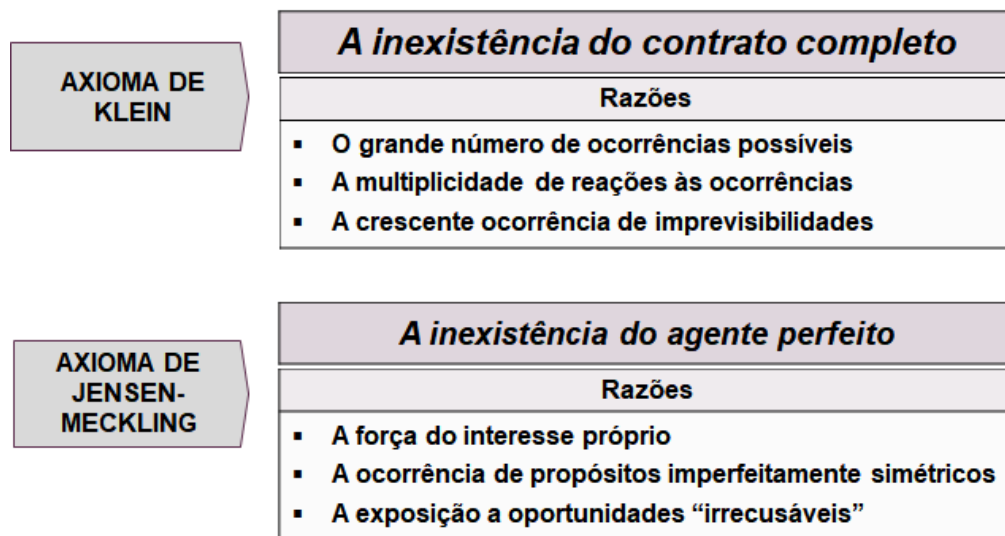 AXIOMA DE
KLEIN
A inexistência do contrato completo
Razões
▪ O grande número de ocorrências possíveis
▪ A multiplicidade de reações às ocorrências
▪ A crescente ocorrência de imprevisibilidades
AXIOMA DE
JENSEN-
MECKLING
A inexistência do agente perfeito
Razões
▪ A força do interesse próprio
▪ A ocorrência de propósitos imperfeitamente simétricos
▪ A exposição a oportunidades “irrecusáveis”